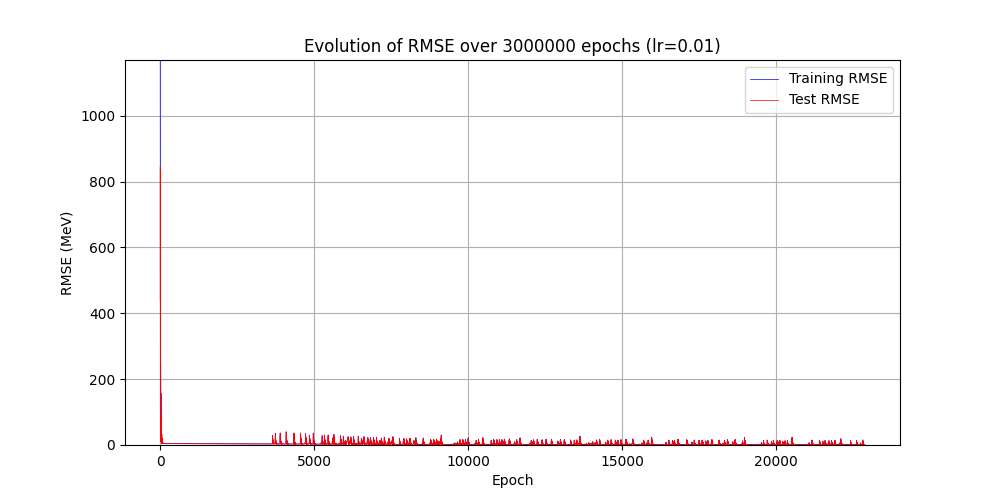 Evolution of RMSE over 3000000 epochs (lr=0.01)
Training RMSE
Test RMSE
RMSE (MeV)
1000
800
600
400
200
0
0 5000 10000 15000 20000
Epoch